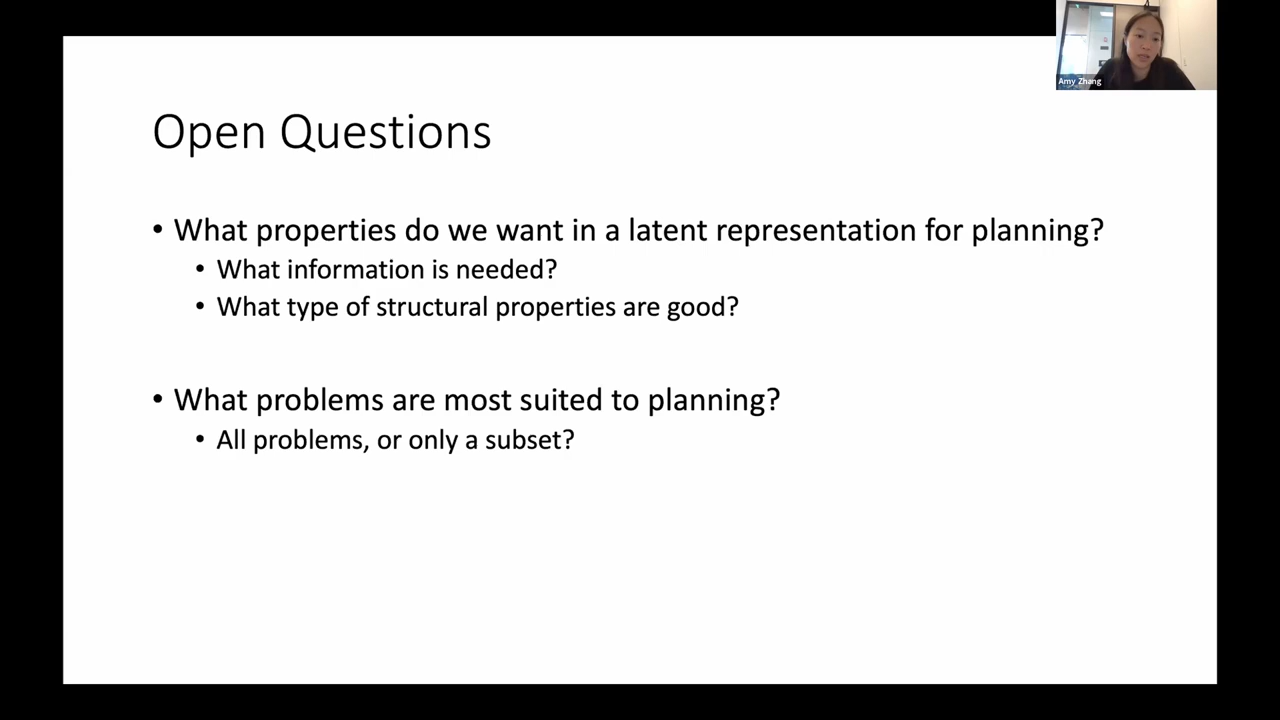 Amy Zhang
Open Questions
• What properties do we want in a latent representation for planning?
• What information is needed?
• What type of structural properties are good?
• What problems are most suited to planning?
• All problems, or only a subset?